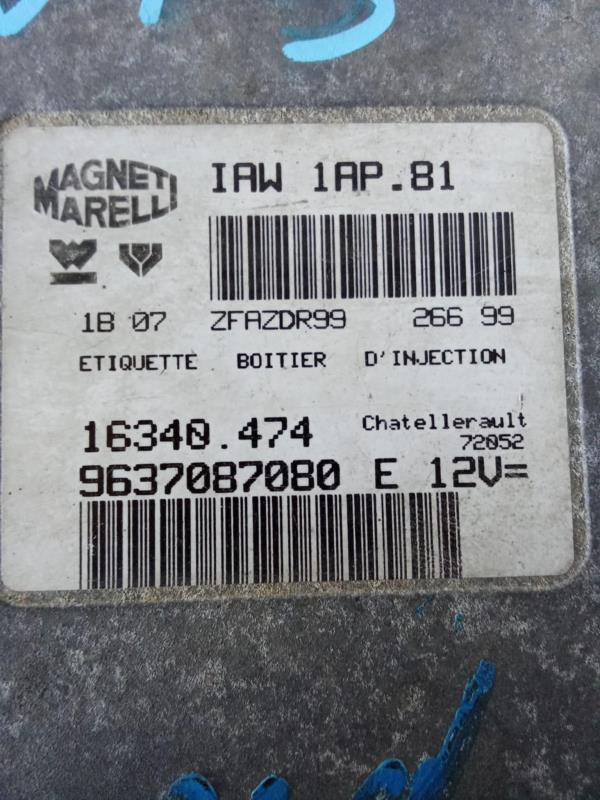 MAGNETI
MARELLI
IAW 1AP.81
1B 07 ZFAZDR99 266 99
ETIQUETTE BOITIER D'INJECTION
16340.474 Chatellerault
72052
9637087080 E 12V=